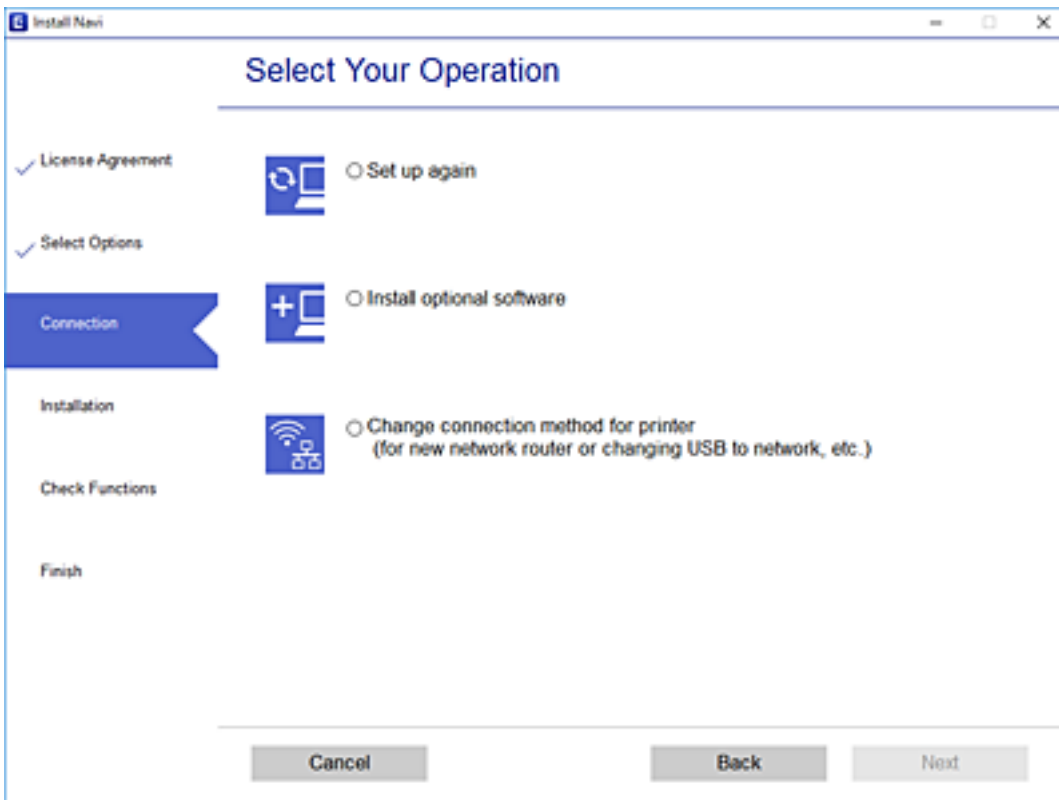 Install Navi
Select Your Operation
License Agreement
Select Options
Connection
Installation
Check Functions
Finish
Set up again
Install optional software
Change connection method for printer
(for new network router or changing USB to network, etc.)
Cancel
Back
Next